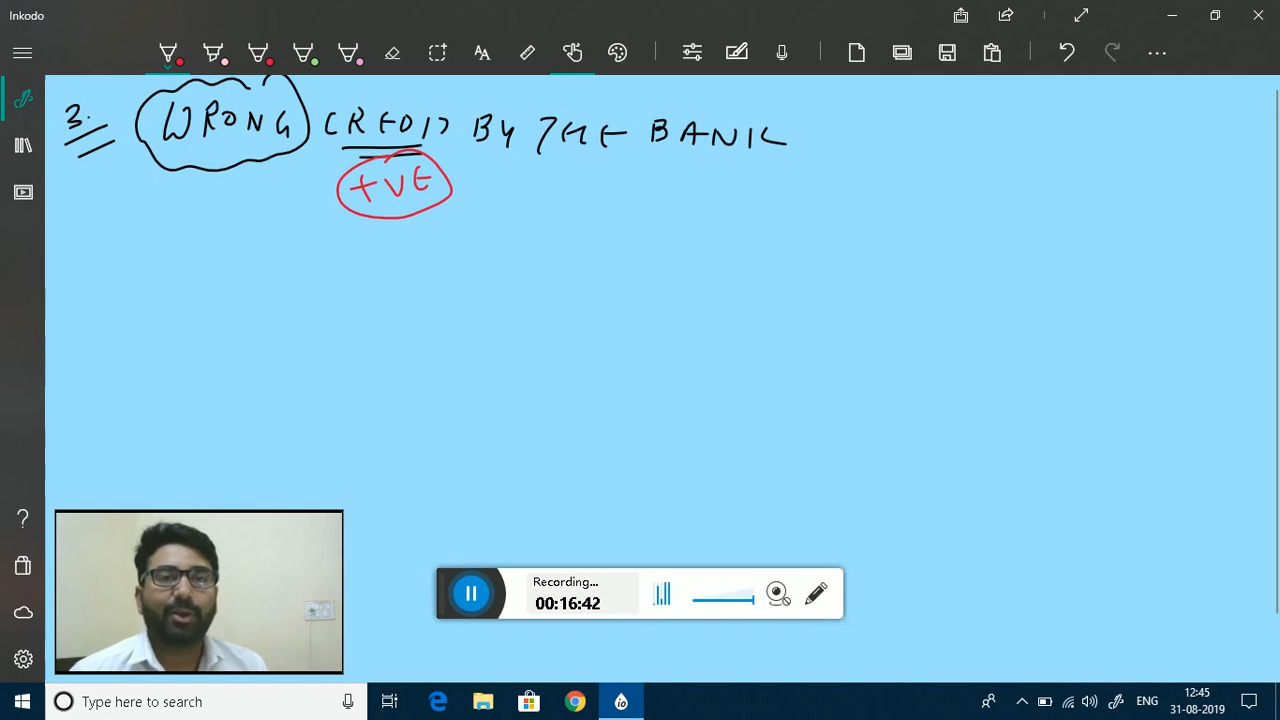 Inkodo
3. WRONG CREDIT BY THE BANK
+VE
Recording...
00:16:42
Type here to search
ENG
12:45
31-08-2019